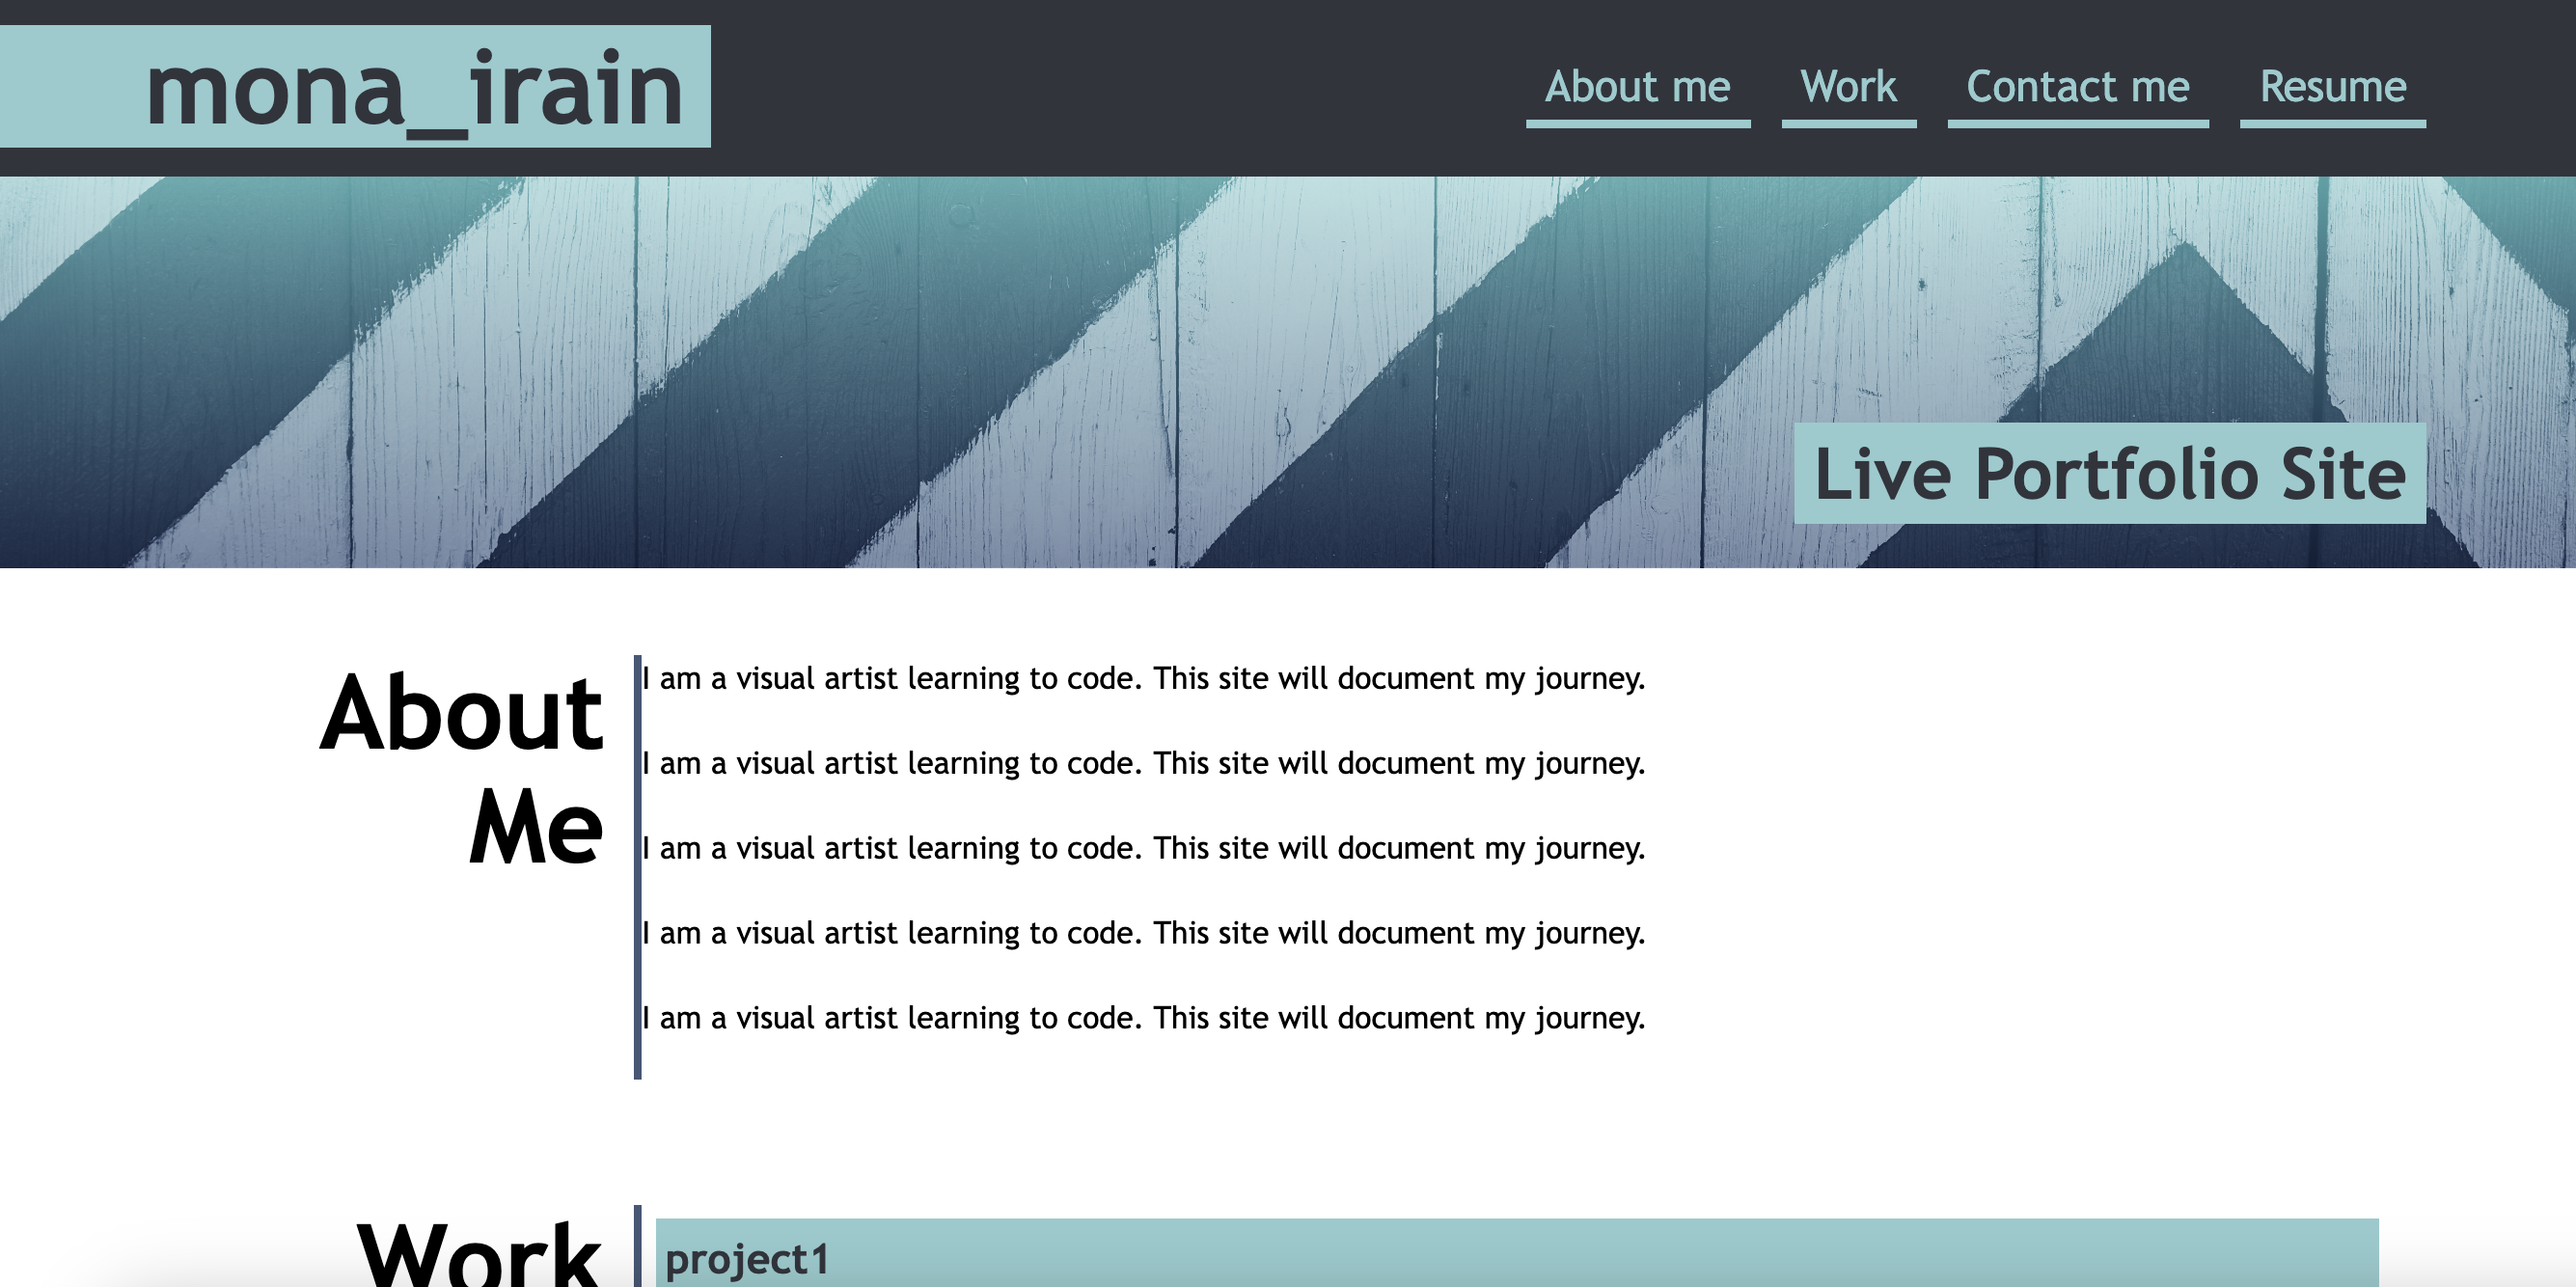 mona_irain
About me Work Contact me Resume
Live Portfolio Site
About
Me
I am a visual artist learning to code. This site will document my journey.
I am a visual artist learning to code. This site will document my journey.
I am a visual artist learning to code. This site will document my journey.
I am a visual artist learning to code. This site will document my journey.
I am a visual artist learning to code. This site will document my journey.
Work
project1